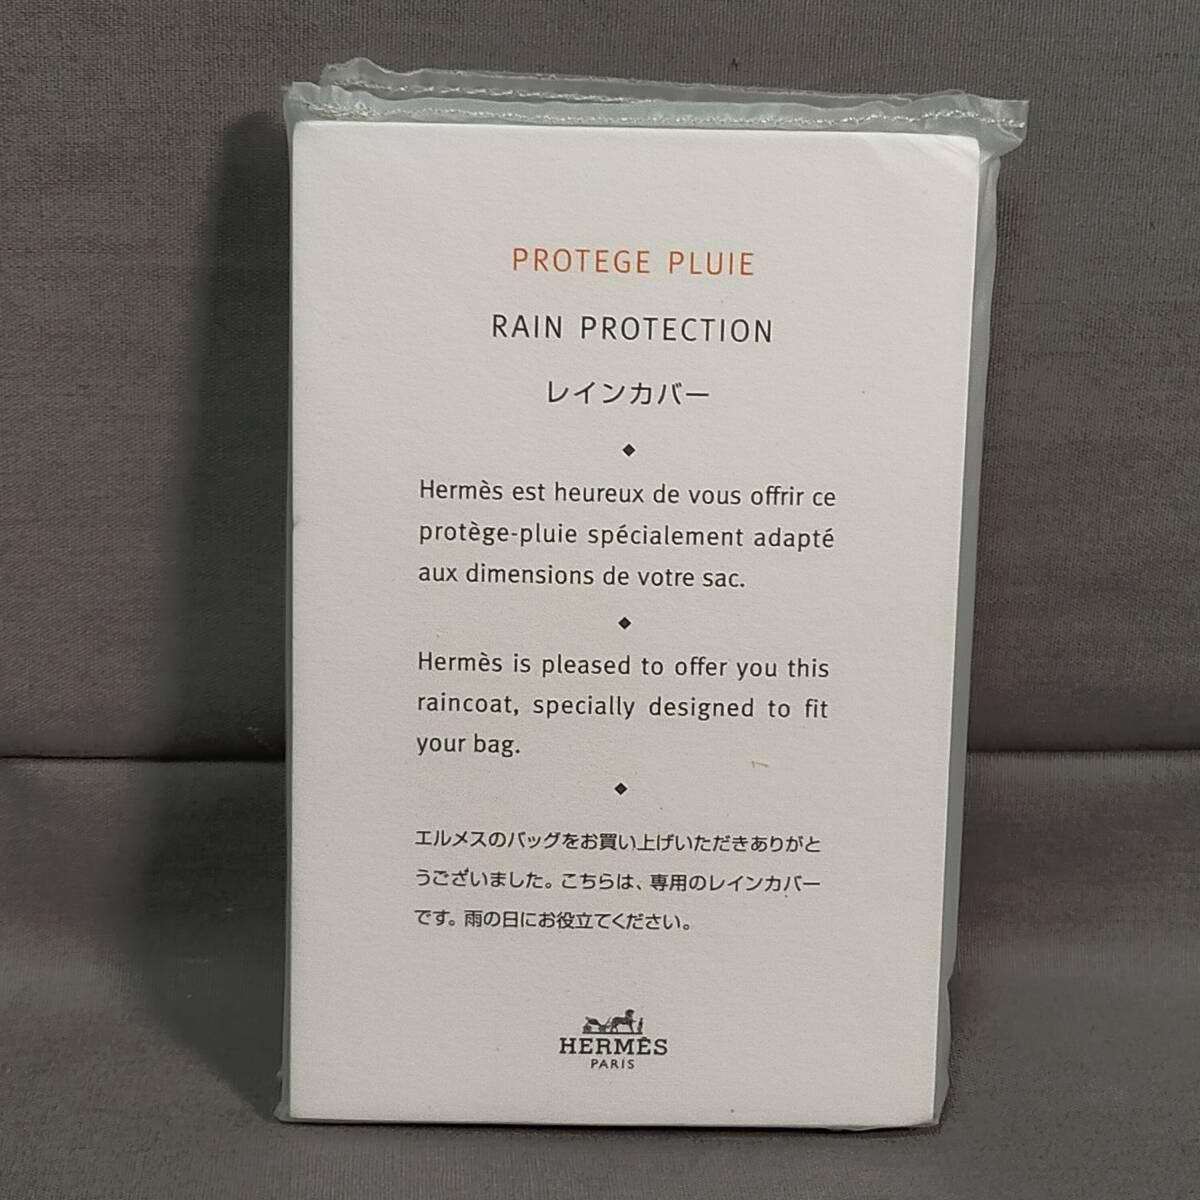 PROTEGE PLUIE
RAIN PROTECTION
レインカバー
Hermès est heureux de vous offrir ce
protège-pluie spécialement adapté
aux dimensions de votre sac.
Hermès is pleased to offer you this
raincoat, specially designed to fit
your bag.
エルメスのバッグをお買い上げいただきありがと
うございました。こちらは、専用のレインカバー
です。雨の日にお役立てください。
HERMÈS
PARIS